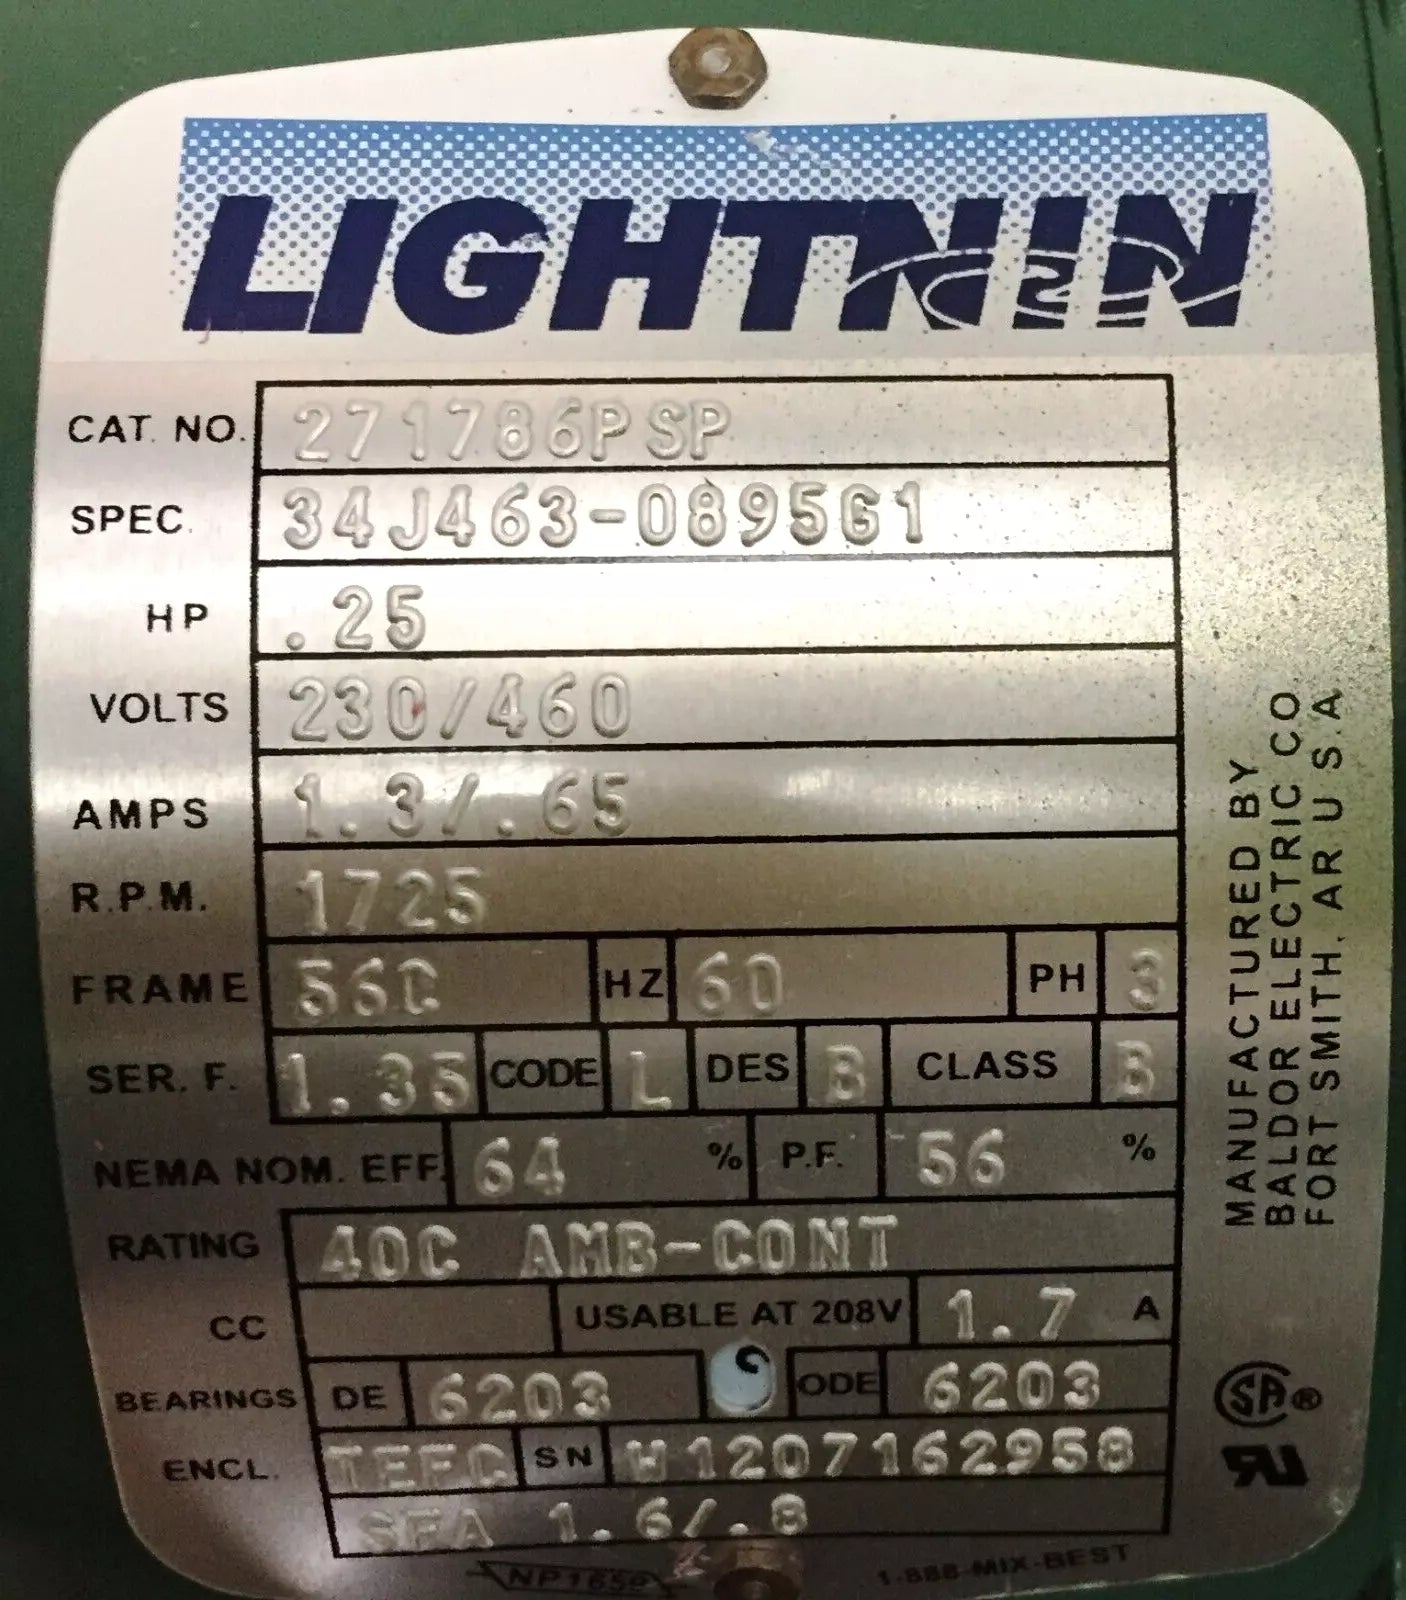 LIGHTNIN
CAT. NO. 271786PSP
SPEC. 34J463-0895G1
HP .25
VOLTS 230/460
AMPS 1.3/.65
R.P.M. 1725
FRAME 56C HZ 60 PH 3
SER. F. 1.35 CODE L DES B CLASS B
NEMA NOM. EFF. 64 % P.F. 56 %
RATING 40C AMB-CONT
CC USABLE AT 208V 1.7 A
BEARINGS DE 6203 ODE 6203
ENCL. TEFC SN W1207162958
SFA 1.6/.8
1-888-MIX-BEST
MANUFACTURED BY
BALDOR ELECTRIC CO
FORT SMITH, AR U.S.A
SA ®